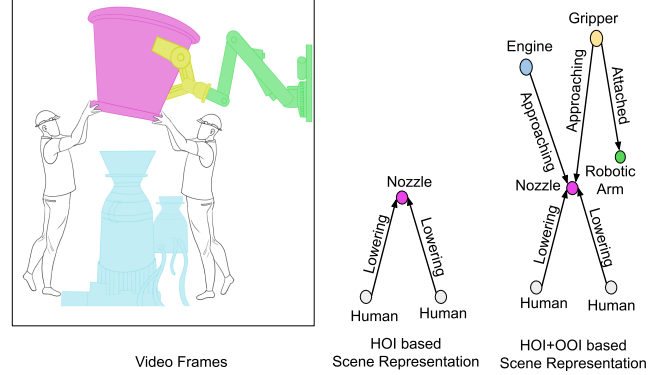 Gripper
Engine
Approaching
Approaching
Attached
Robotic
Arm
Nozzle
Nozzle
Lowering
Lowering
Lowering
Lowering
Human
Human
Human
Human
Video Frames
HOI based
Scene Representation
HOI+OOI based
Scene Representation